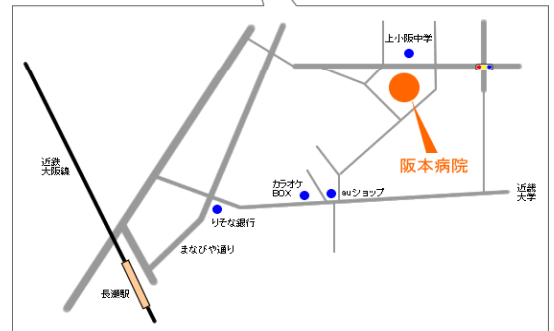 上小阪中学
阪本病院
近鉄
大阪線
カラオケ
BOX
auショップ
近畿
大学
りそな銀行
まなびや通り
長瀬駅